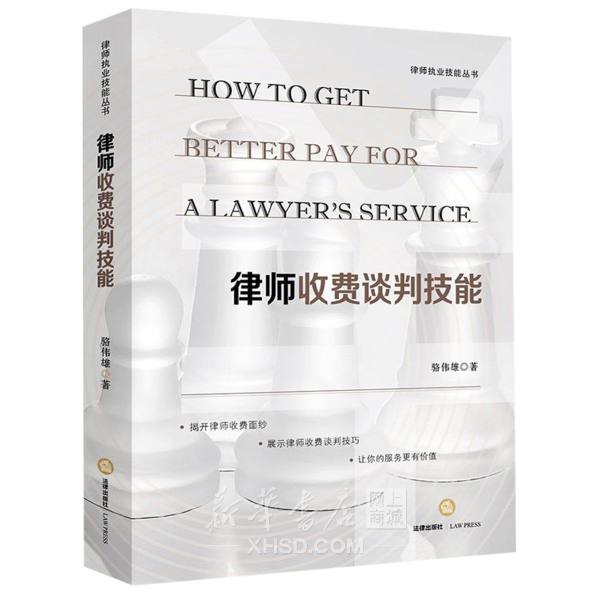 律师执业技能丛书
律师收费谈判技能
骆伟雄 著
法律出版社
LAW PRESS
律师执业技能丛书
HOW TO GET
BETTER PAY FOR
A LAWYER'S SERVICE
律师收费谈判技能
骆伟雄 著
• 揭开律师收费面纱
• 展示律师收费谈判技巧
• 让你的服务更有价值
法律出版社 LAW PRESS
新华书店 网上商城
XHSD.COM